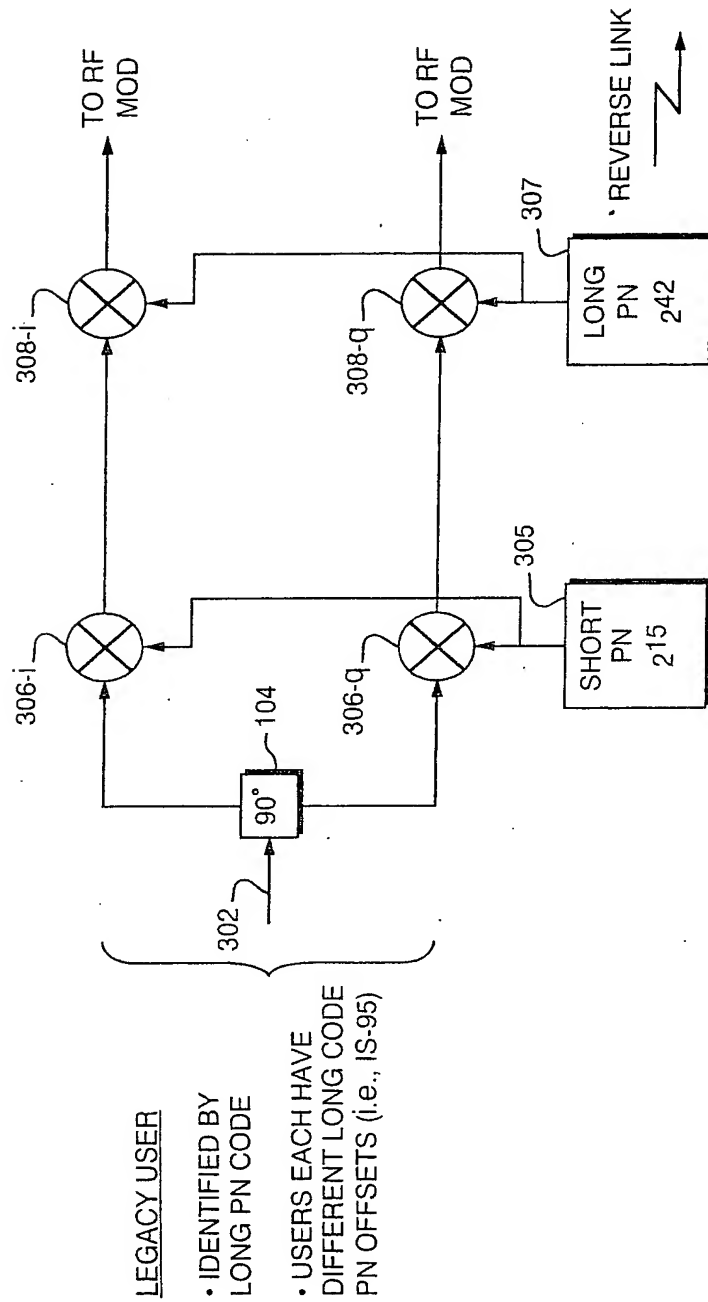 LEGACY USER
• IDENTIFIED BY
LONG PN CODE
• USERS EACH HAVE
DIFFERENT LONG CODE
PN OFFSETS (i.e., IS-95)
302
90°
104
306-i
306-q
SHORT
PN
2¹⁵
305
308-i
308-q
LONG
PN
2⁴²
307
TO RF
MOD
TO RF
MOD
REVERSE LINK